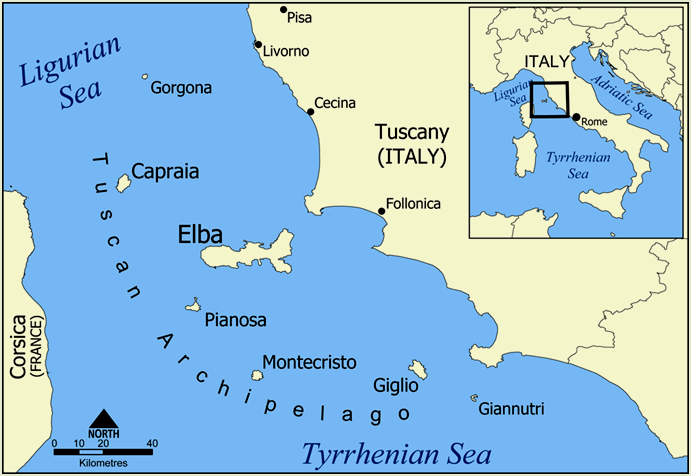 Pisa
Ligurian
Sea
Livorno
Gorgona
Cecina
Tuscany
(ITALY)
Capraia
Follonica
Elba
Tuscan Archipelago
Pianosa
Corsica
(FRANCE)
Montecristo
Giglio
Giannutri
Tyrrhenian Sea
NORTH
0 10 20 40
Kilometres
ITALY
Ligurian
Sea
Adriatic Sea
Rome
Tyrrhenian
Sea